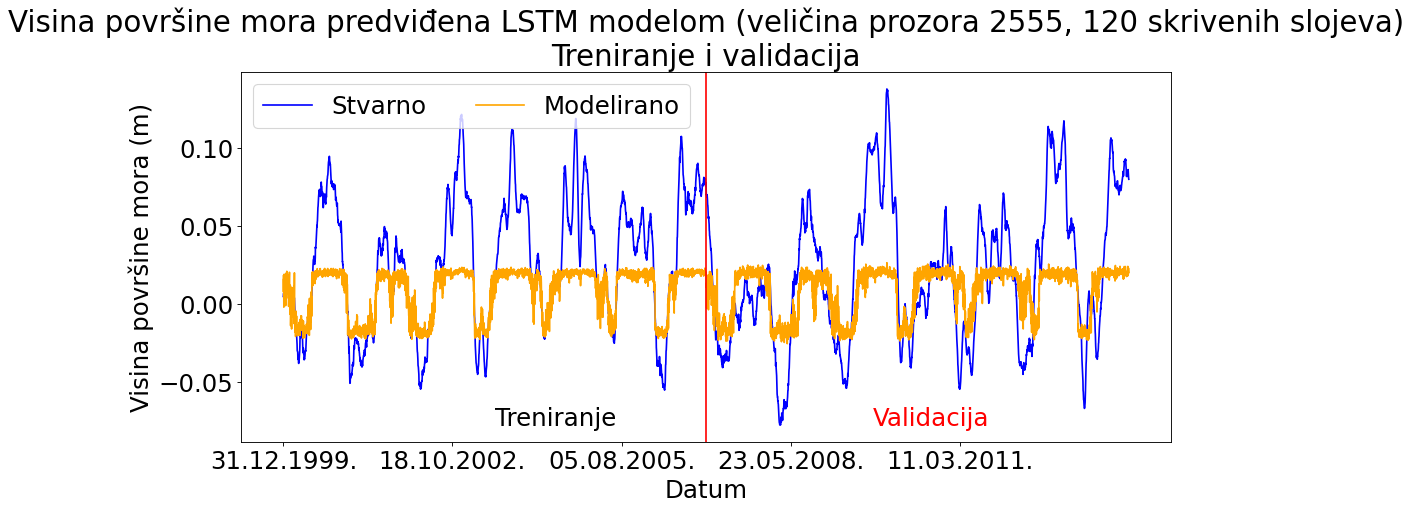 Visina površine mora predviđena LSTM modelom (veličina prozora 2555, 120 skrivenih slojeva)
Treniranje i validacija
Stvarno
Modelirano
Visina površine mora (m)
0.10
0.05
0.00
−0.05
Treniranje
Validacija
31.12.1999.
18.10.2002.
05.08.2005.
23.05.2008.
11.03.2011.
Datum